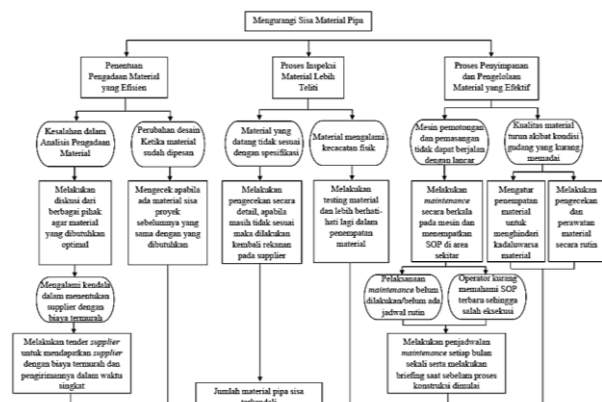 Mengurangi Sisa Material Pipa
Penentuan
Pengadaan Material
yang Efisien
Proses Inspeksi
Material Lebih
Teliti
Proses Penyimpanan
dan Pengelolaan
Material yang Efektif
Kesalahan dalam
Analisis Pengadaan
Material
Perubahan desain
Ketika material
sudah dipesan
Material yang
datang tidak sesuai
dengan spesifikasi
Material mengalami
kecacatan fisik
Mesin pemotongan
dan pemasangan
tidak dapat berjalan
dengan lancar
Kualitas material
turun akibat kondisi
gudang yang kurang
memadai
Melakukan
diskusi dari
berbagai pihak
agar material
yang dibutuhkan
optimal
Mengecek apabila
ada material sisa
proyek
sebelumnya yang
sama dengan yang
dibutuhkan
Melakukan
pengecekan secara
detail, apabila
masih tidak sesuai
maka dilakukan
kembali rekanan
pada supplier
Melakukan
testing material
dan lebih berhati-
hati lagi dalam
penempatan
material
Melakukan
maintenance
secara berkala
pada mesin dan
menempatkan
SOP di area
sekitar
Mengatur
penempatan
material
untuk
menghindari
kadaluwarsa
material
Melakukan
pengecekan
dan
perawatan
material
secara rutin
Mengalami kendala
dalam menentukan
supplier dengan
biaya termurah
Pelaksanaan
maintenance belum
dilakukan/belum ada
jadwal rutin
Operator kurang
memahami SOP
terbaru sehingga
salah eksekusi
Melakukan tender supplier
untuk mendapatkan supplier
dengan biaya termurah dan
pengirimannya dalam waktu
singkat
Melakukan penjadwalan
maintenance setiap bulan
sekali serta melakukan
briefing saat sebelum proses
konstruksi dimulai
Jumlah material pipa sisa
terkendali